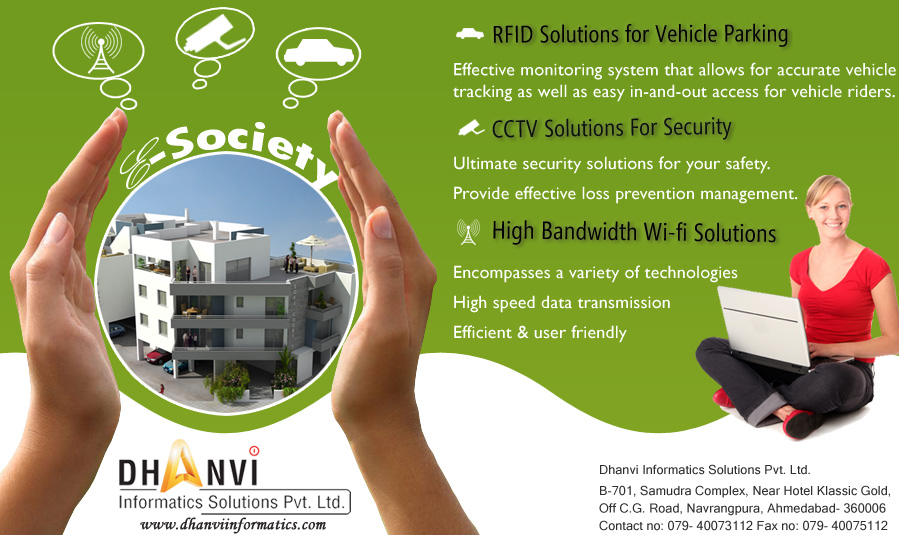 E-Society
RFID Solutions for Vehicle Parking
Effective monitoring system that allows for accurate vehicle
tracking as well as easy in-and-out access for vehicle riders.
CCTV Solutions For Security
Ultimate security solutions for your safety.
Provide effective loss prevention management.
High Bandwidth Wi-fi Solutions
Encompasses a variety of technologies
High speed data transmission
Efficient & user friendly
DHANVI
Informatics Solutions Pvt. Ltd.
www.dhanviinformatics.com
Dhanvi Informatics Solutions Pvt. Ltd.
B-701, Samudra Complex, Near Hotel Klassic Gold,
Off C.G. Road, Navrangpura, Ahmedabad- 360006
Contact no: 079- 40073112 Fax no: 079- 40075112